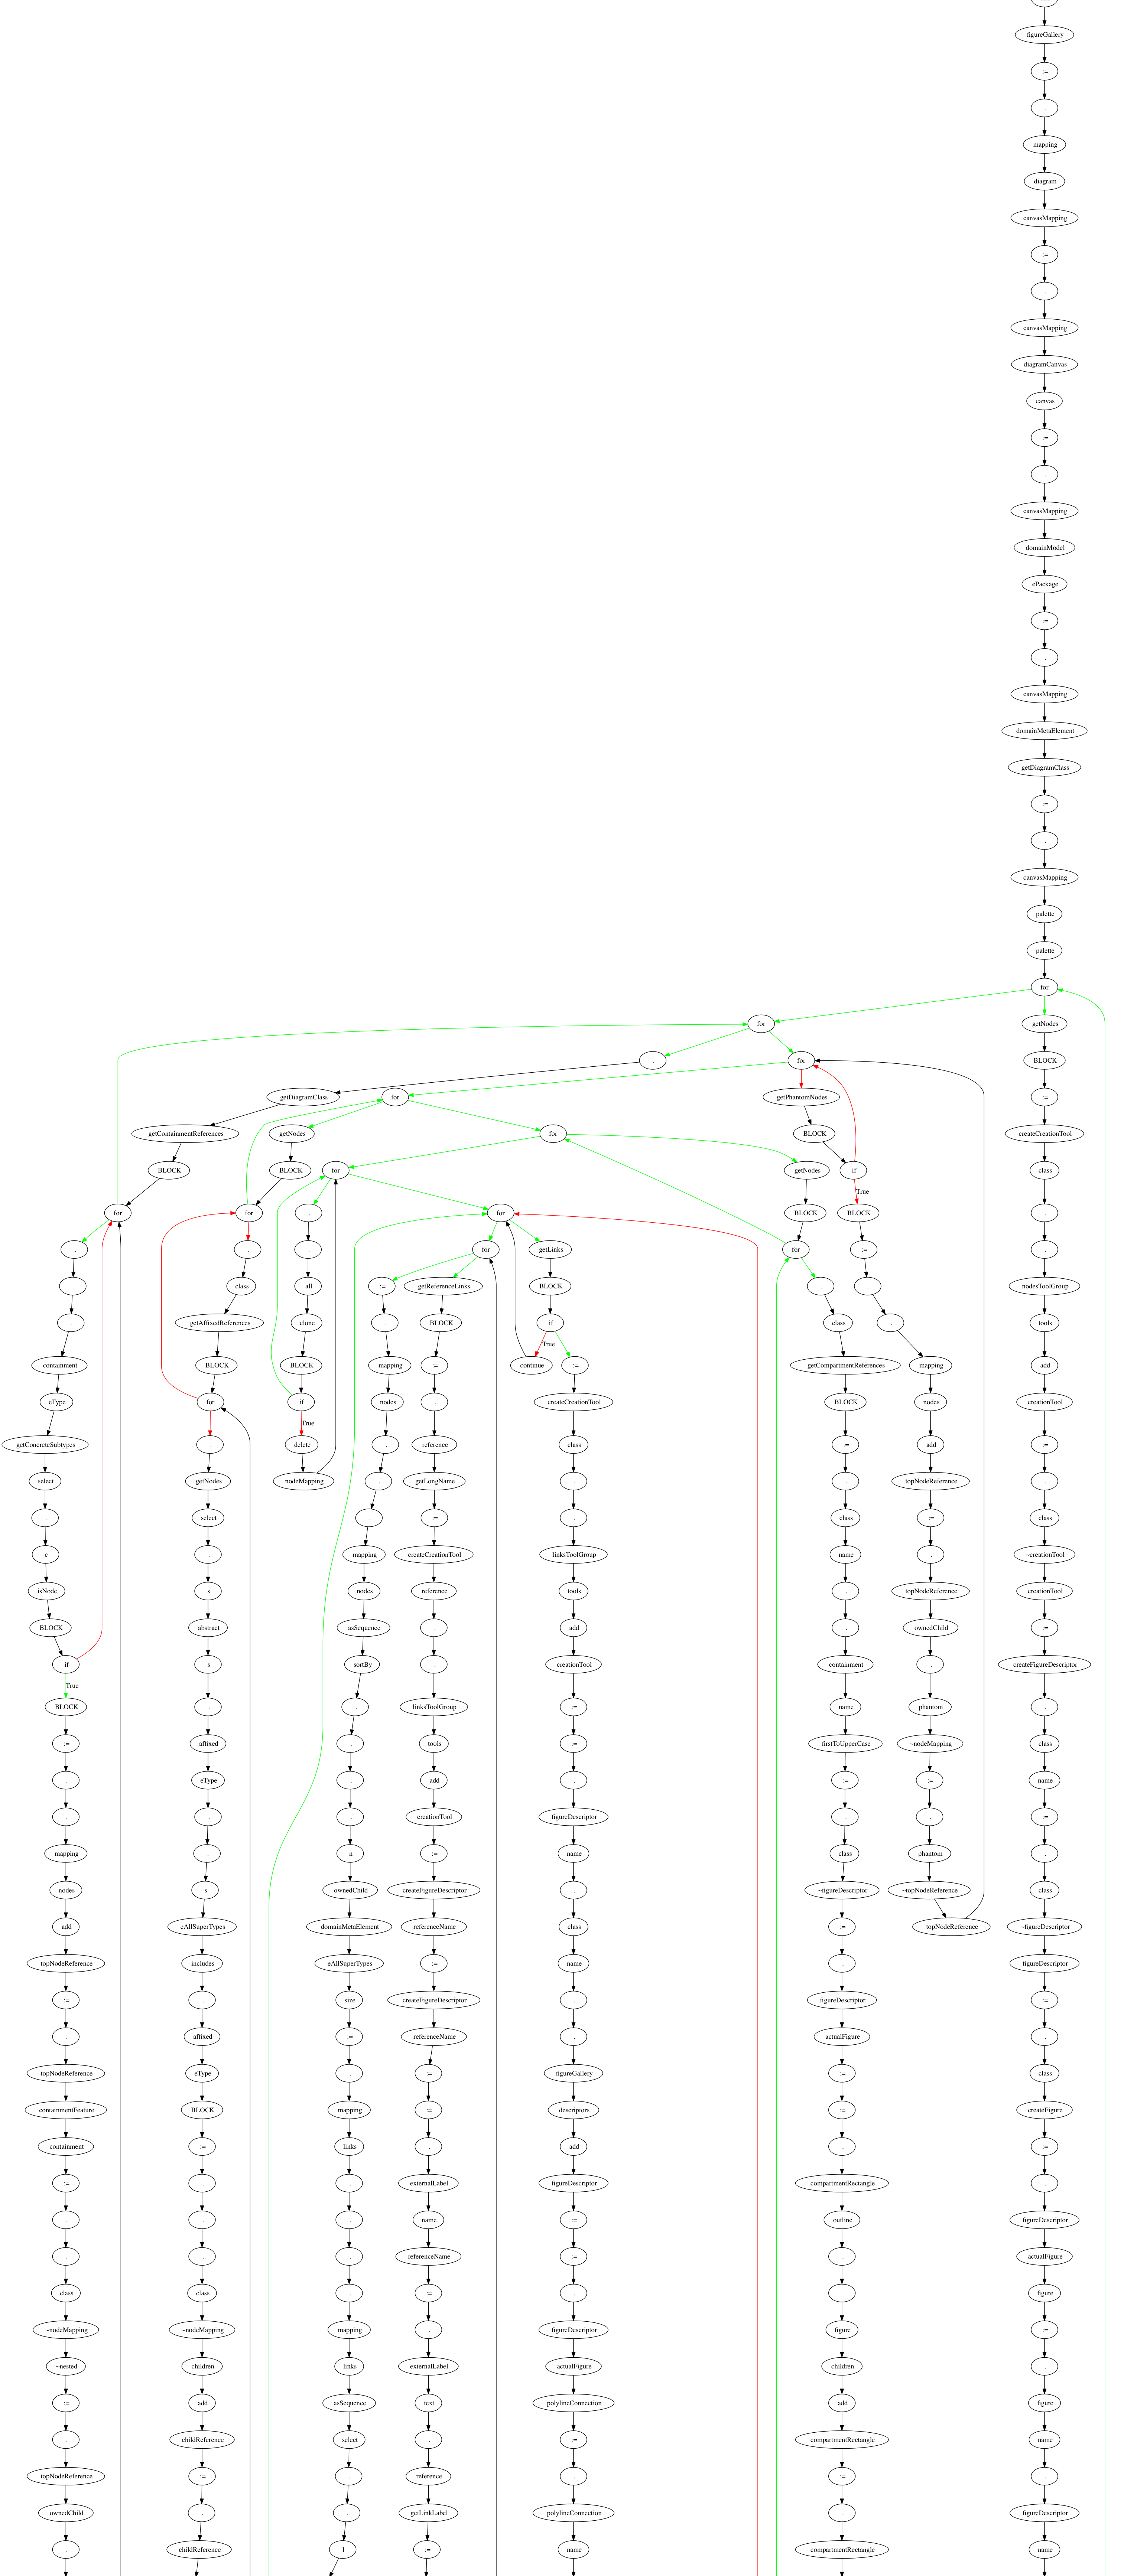 figureGallery
:=
.
mapping
diagram
canvasMapping
:=
.
canvasMapping
diagramCanvas
canvas
:=
.
canvasMapping
domainModel
ePackage
:=
.
canvasMapping
domainMetaElement
getDiagramClass
:=
.
canvasMapping
palette
palette
for
for
.
getDiagramClass
getContainmentReferences
BLOCK
for
.
.
.
containment
eType
getConcreteSubtypes
select
.
c
isNode
BLOCK
if
True
BLOCK
:=
.
.
mapping
nodes
add
topNodeReference
:=
.
topNodeReference
containmentFeature
containment
:=
.
.
class
~nodeMapping
~nested
:=
.
topNodeReference
ownedChild
.
for
for
getNodes
BLOCK
for
.
class
getAffixedReferences
BLOCK
for
.
getNodes
select
.
s
abstract
s
.
affixed
eType
.
.
s
eAllSuperTypes
includes
.
affixed
eType
BLOCK
:=
.
.
.
class
~nodeMapping
children
add
childReference
:=
.
childReference
for
for
.
.
all
clone
BLOCK
if
True
delete
nodeMapping
for
for
:=
.
mapping
nodes
.
.
.
mapping
nodes
asSequence
sortBy
.
.
.
.
n
ownedChild
domainMetaElement
eAllSuperTypes
size
:=
.
mapping
links
.
.
.
.
mapping
links
asSequence
select
.
.
l
getReferenceLinks
BLOCK
:=
.
reference
getLongName
:=
createCreationTool
reference
.
.
linksToolGroup
tools
add
creationTool
:=
createFigureDescriptor
referenceName
:=
createFigureDescriptor
referenceName
:=
:=
.
externalLabel
name
referenceName
:=
.
externalLabel
text
.
reference
getLinkLabel
:=
getLinks
BLOCK
if
True
continue
:=
createCreationTool
class
.
.
linksToolGroup
tools
add
creationTool
:=
:=
.
figureDescriptor
name
.
class
name
.
.
figureGallery
descriptors
add
figureDescriptor
:=
:=
.
figureDescriptor
actualFigure
polylineConnection
:=
.
polylineConnection
name
getNodes
BLOCK
for
.
class
getCompartmentReferences
BLOCK
:=
.
class
name
.
.
containment
name
firstToUpperCase
:=
.
class
~figureDescriptor
:=
.
figureDescriptor
actualFigure
:=
:=
.
compartmentRectangle
outline
.
.
figure
children
add
compartmentRectangle
:=
.
compartmentRectangle
getPhantomNodes
BLOCK
if
True
BLOCK
:=
.
.
mapping
nodes
add
topNodeReference
:=
.
topNodeReference
ownedChild
.
phantom
~nodeMapping
:=
.
phantom
~topNodeReference
topNodeReference
getNodes
BLOCK
:=
createCreationTool
class
.
.
nodesToolGroup
tools
add
creationTool
:=
.
class
~creationTool
creationTool
:=
createFigureDescriptor
.
class
name
:=
.
class
~figureDescriptor
figureDescriptor
:=
.
class
createFigure
:=
.
figureDescriptor
actualFigure
figure
:=
.
figure
name
.
figureDescriptor
name